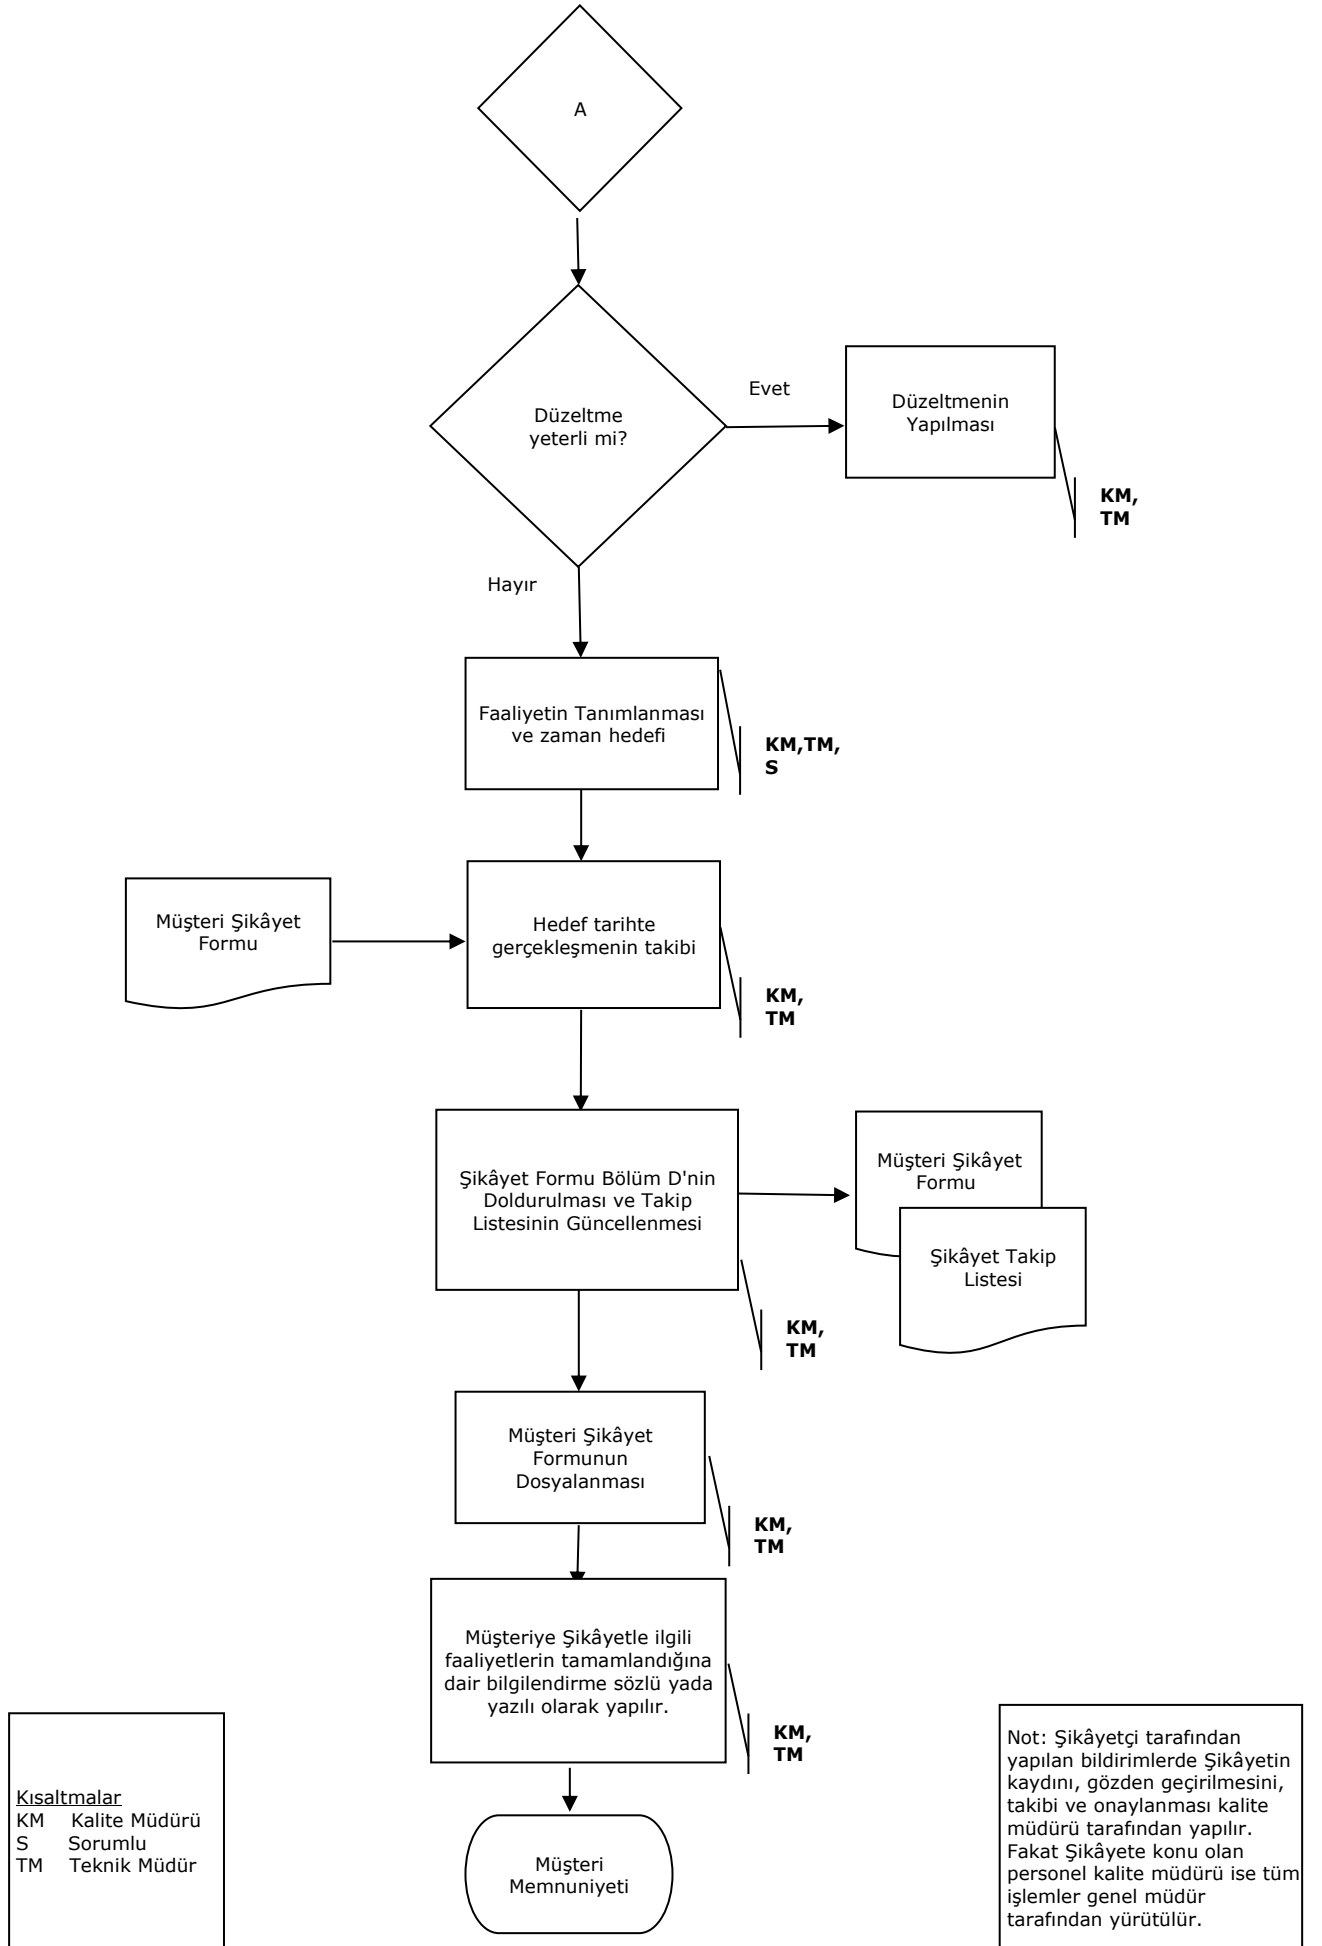 A
Düzeltme
yeterli mi?
Evet
Düzeltmenin
Yapılması
KM,
TM
Hayır
Faaliyetin Tanımlanması
ve zaman hedefi
KM,TM,
S
Müşteri Şikâyet
Formu
Hedef tarihte
gerçekleşmenin takibi
KM,
TM
Şikâyet Formu Bölüm D'nin
Doldurulması ve Takip
Listesinin Güncellenmesi
KM,
TM
Müşteri Şikâyet
Formu
Şikâyet Takip
Listesi
Müşteri Şikâyet
Formunun
Dosyalanması
KM,
TM
Müşteriye Şikâyetle ilgili
faaliyetlerin tamamlandığına
dair bilgilendirme sözlü yada
yazılı olarak yapılır.
KM,
TM
Müşteri
Memnuniyeti
Kısaltmalar
KM Kalite Müdürü
S Sorumlu
TM Teknik Müdür
Not: Şikâyetçi tarafından
yapılan bildirimlerde Şikâyetin
kaydını, gözden geçirilmesini,
takibi ve onaylanması kalite
müdürü tarafından yapılır.
Fakat Şikâyete konu olan
personel kalite müdürü ise tüm
işlemler genel müdür
tarafından yürütülür.